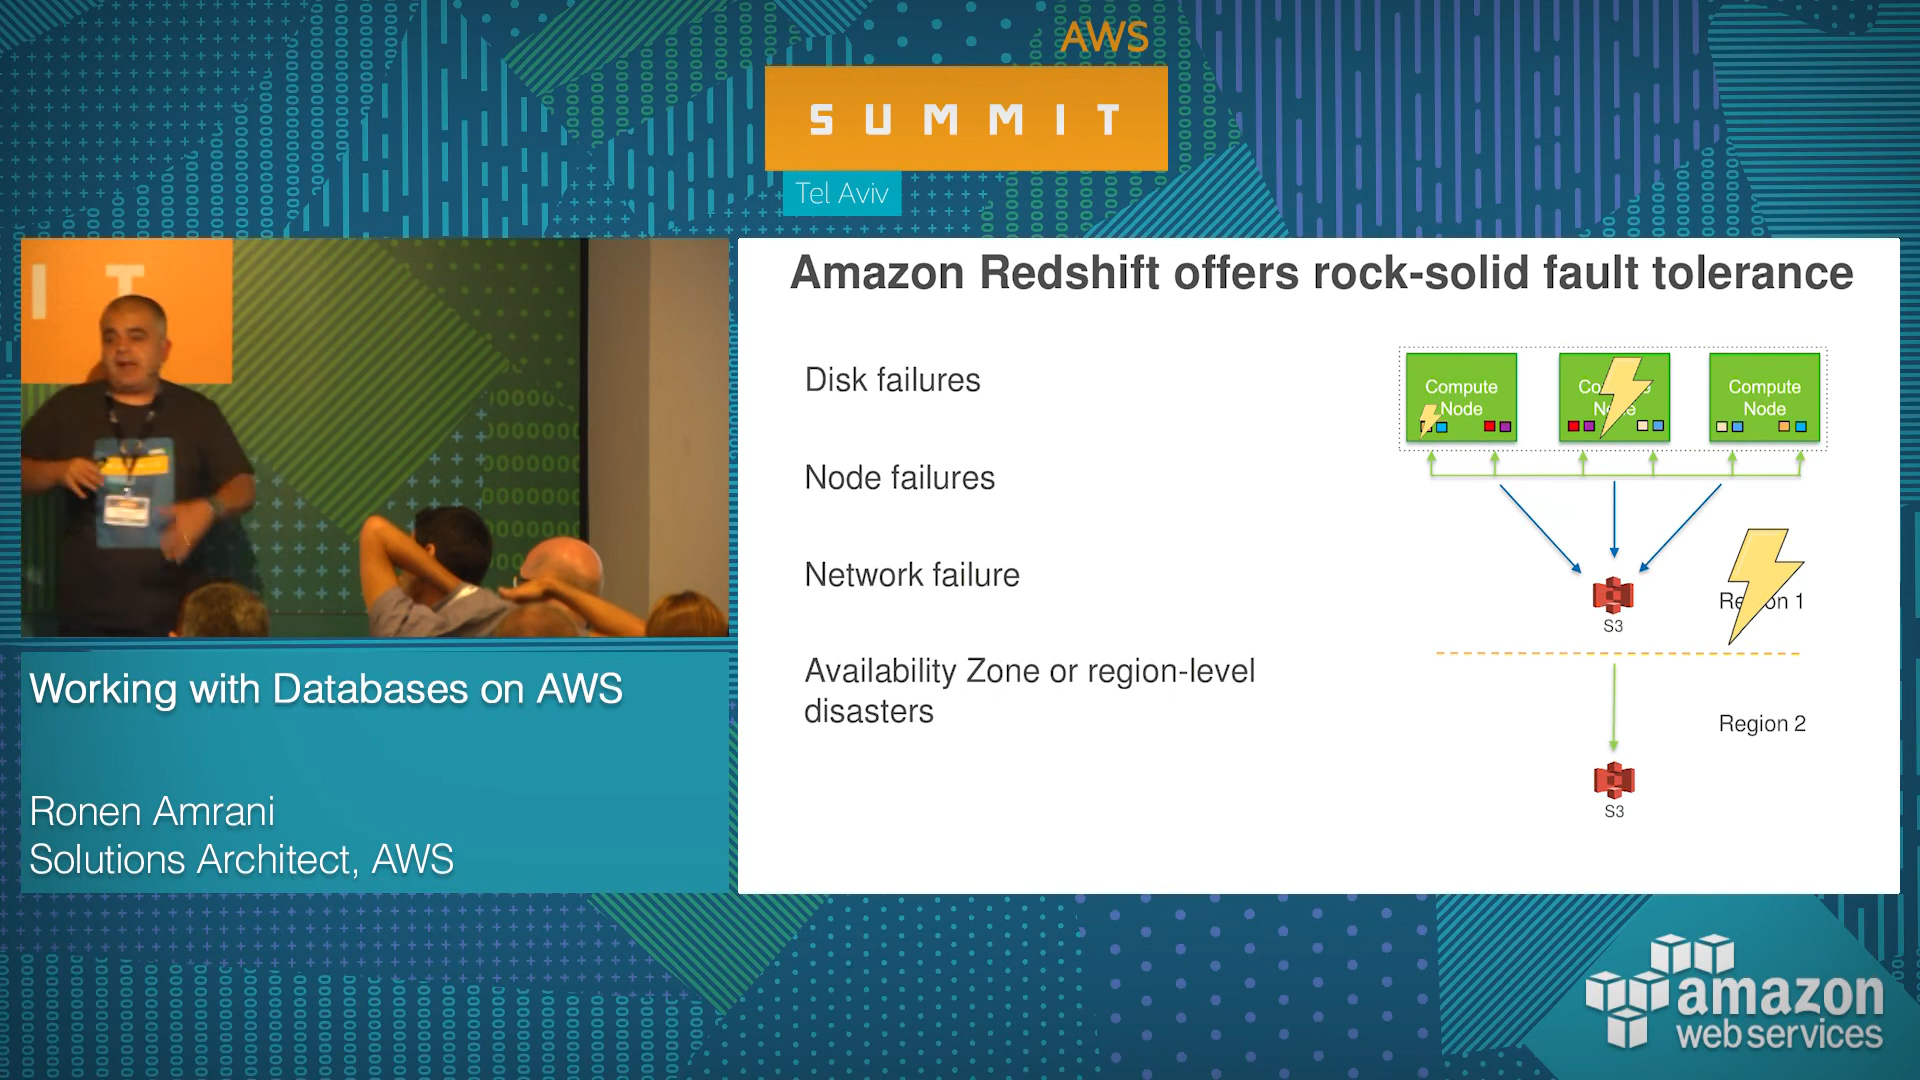 AWS
SUMMIT
Tel Aviv
I T
Working with Databases on AWS
Ronen Amrani
Solutions Architect, AWS
Amazon Redshift offers rock-solid fault tolerance
Disk failures
Node failures
Network failure
Availability Zone or region-level
disasters
Compute
Node
Compute
Node
S3
Region 2
S3
amazon
web services